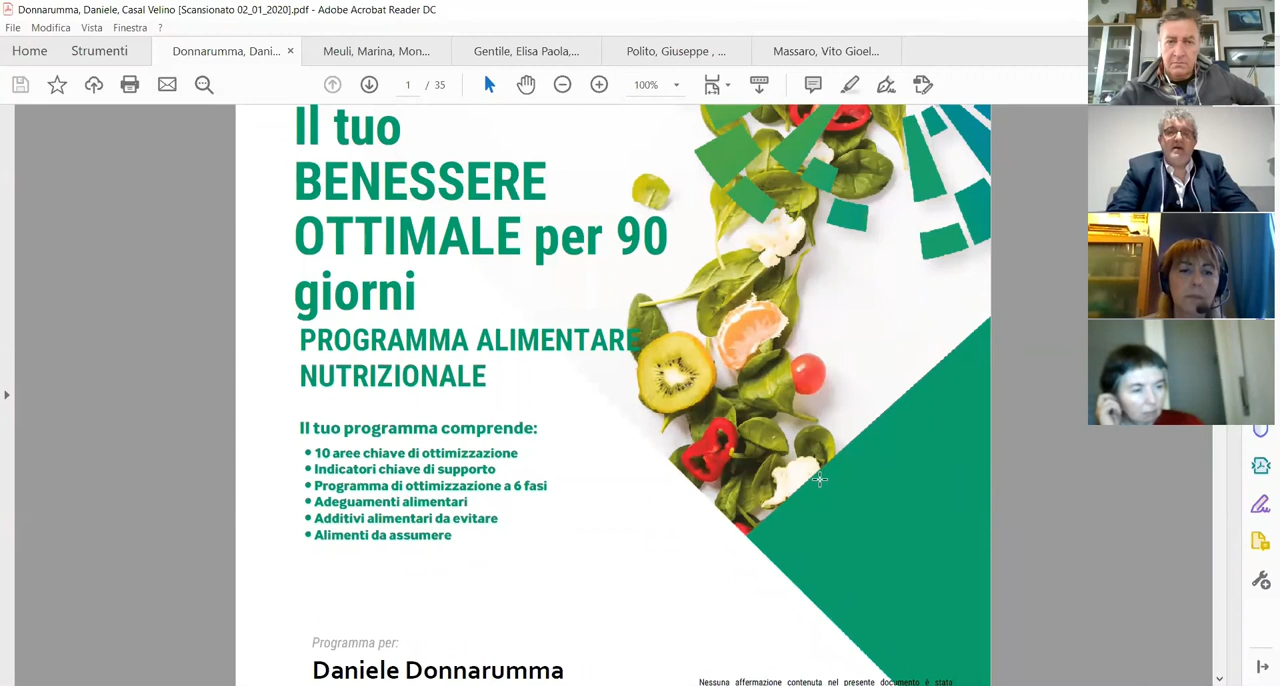 Donnarumma, Daniele, Casal Velino [Scansionato 02_01_2020].pdf - Adobe Acrobat Reader DC
File Modifica Vista Finestra ?
Home Strumenti Donnarumma, Dani... × Meuli, Marina, Mon... Gentile, Elisa Paola,... Polito, Giuseppe , ... Massaro, Vito Gioel...
1 / 35 100%
Il tuo
BENESSERE
OTTIMALE per 90
giorni
PROGRAMMA ALIMENTARE
NUTRIZIONALE
Il tuo programma comprende:
• 10 aree chiave di ottimizzazione
• Indicatori chiave di supporto
• Programma di ottimizzazione a 6 fasi
• Adeguamenti alimentari
• Additivi alimentari da evitare
• Alimenti da assumere
Programma per:
Daniele Donnarumma
Nessuna affermazione contenuta nel presente documento è stata